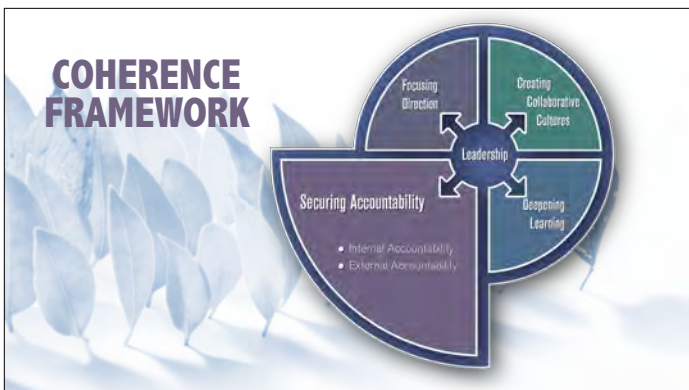 COHERENCE
FRAMEWORK
Focusing
Direction
Creating
Collaborative
Cultures
Leadership
Securing Accountability
• Internal Accountability
• External Accountability
Deepening
Learning